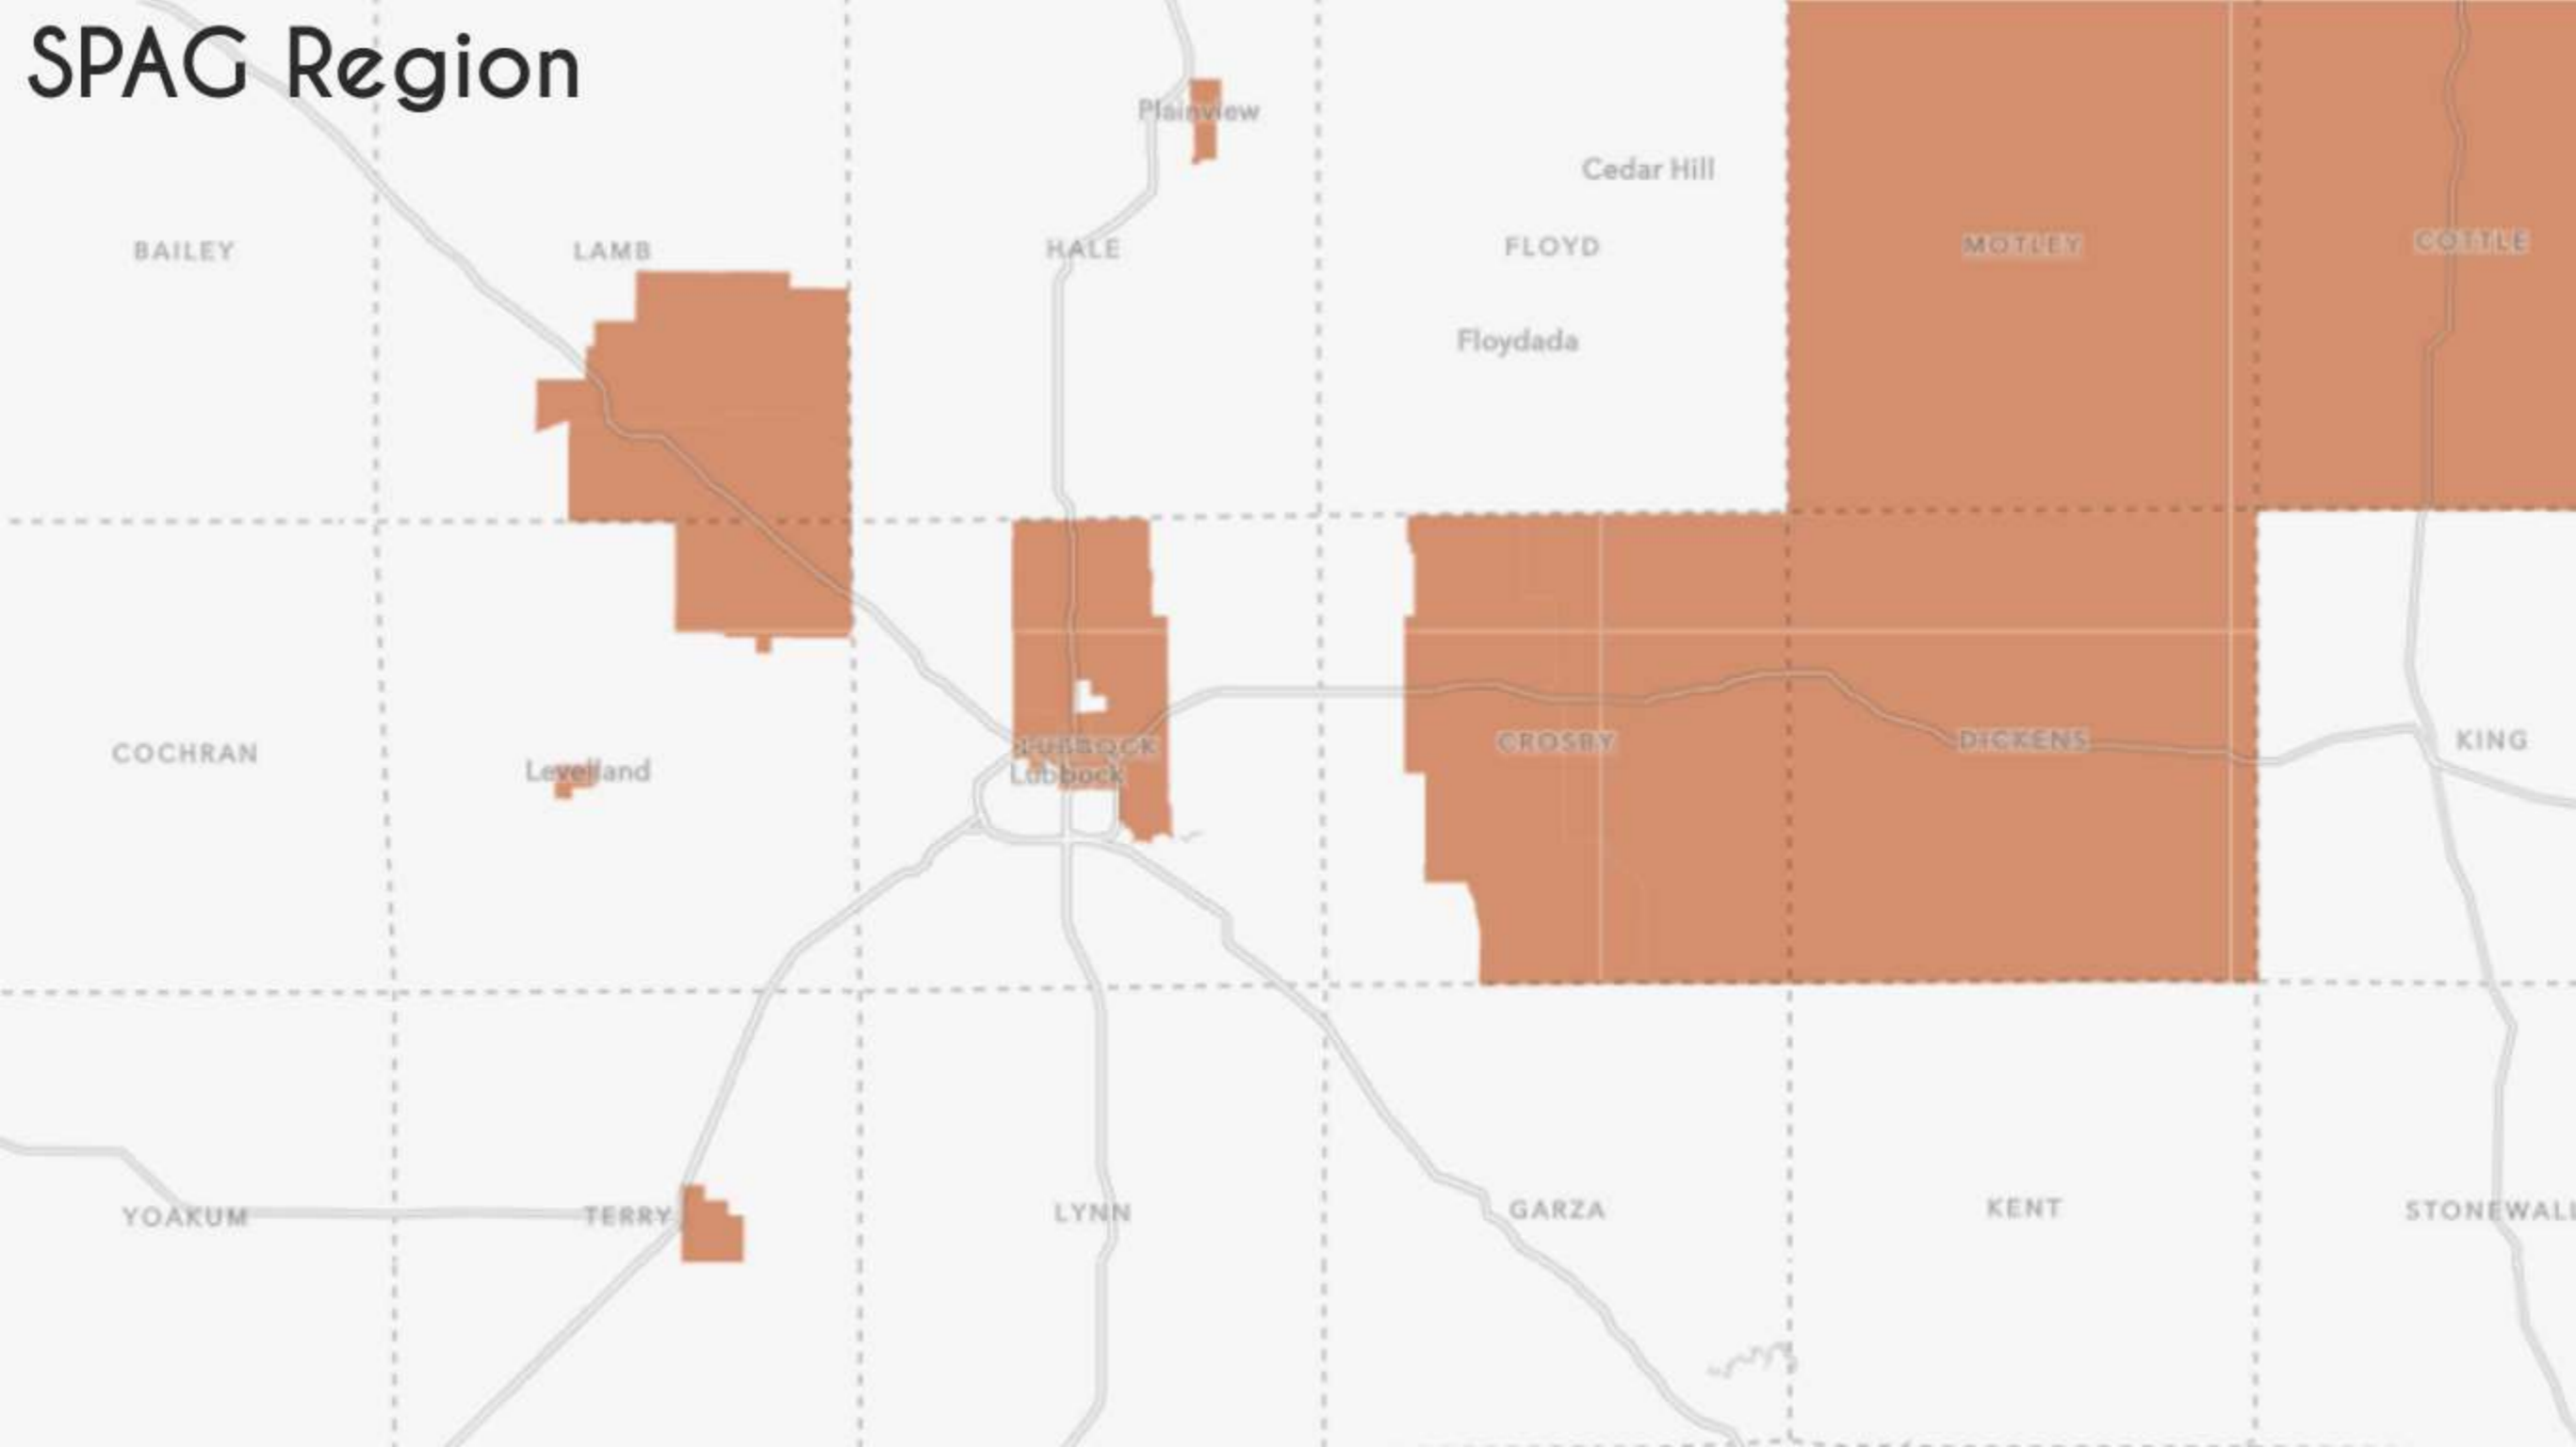 SPAG Region
Plainview
Cedar Hill
BAILEY
LAMB
HALE
FLOYD
MOTLEY
COTTLE
Floydada
COCHRAN
Levelland
LUBBOCK
Lubbock
CROSBY
DICKENS
KING
YOAKUM
TERRY
LYNN
GARZA
KENT
STONEWALL